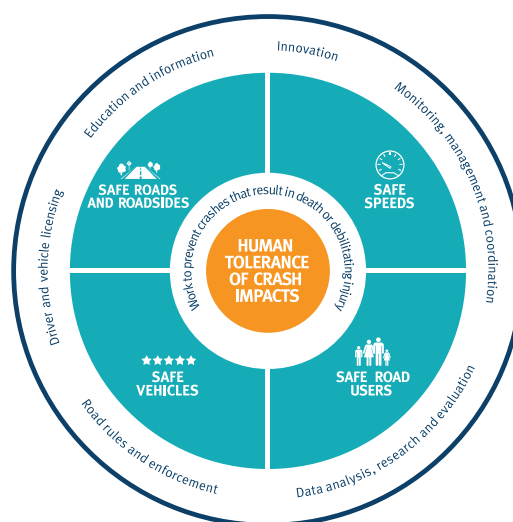 Innovation
Monitoring, management and coordination
Data analysis, research and evaluation
Road rules and enforcement
Driver and vehicle licensing
Education and information
SAFE ROADS
AND ROADSIDES
SAFE
SPEEDS
Work to prevent crashes that result in death or debilitating injury
HUMAN
TOLERANCE
OF CRASH
IMPACTS
SAFE
VEHICLES
SAFE ROAD
USERS